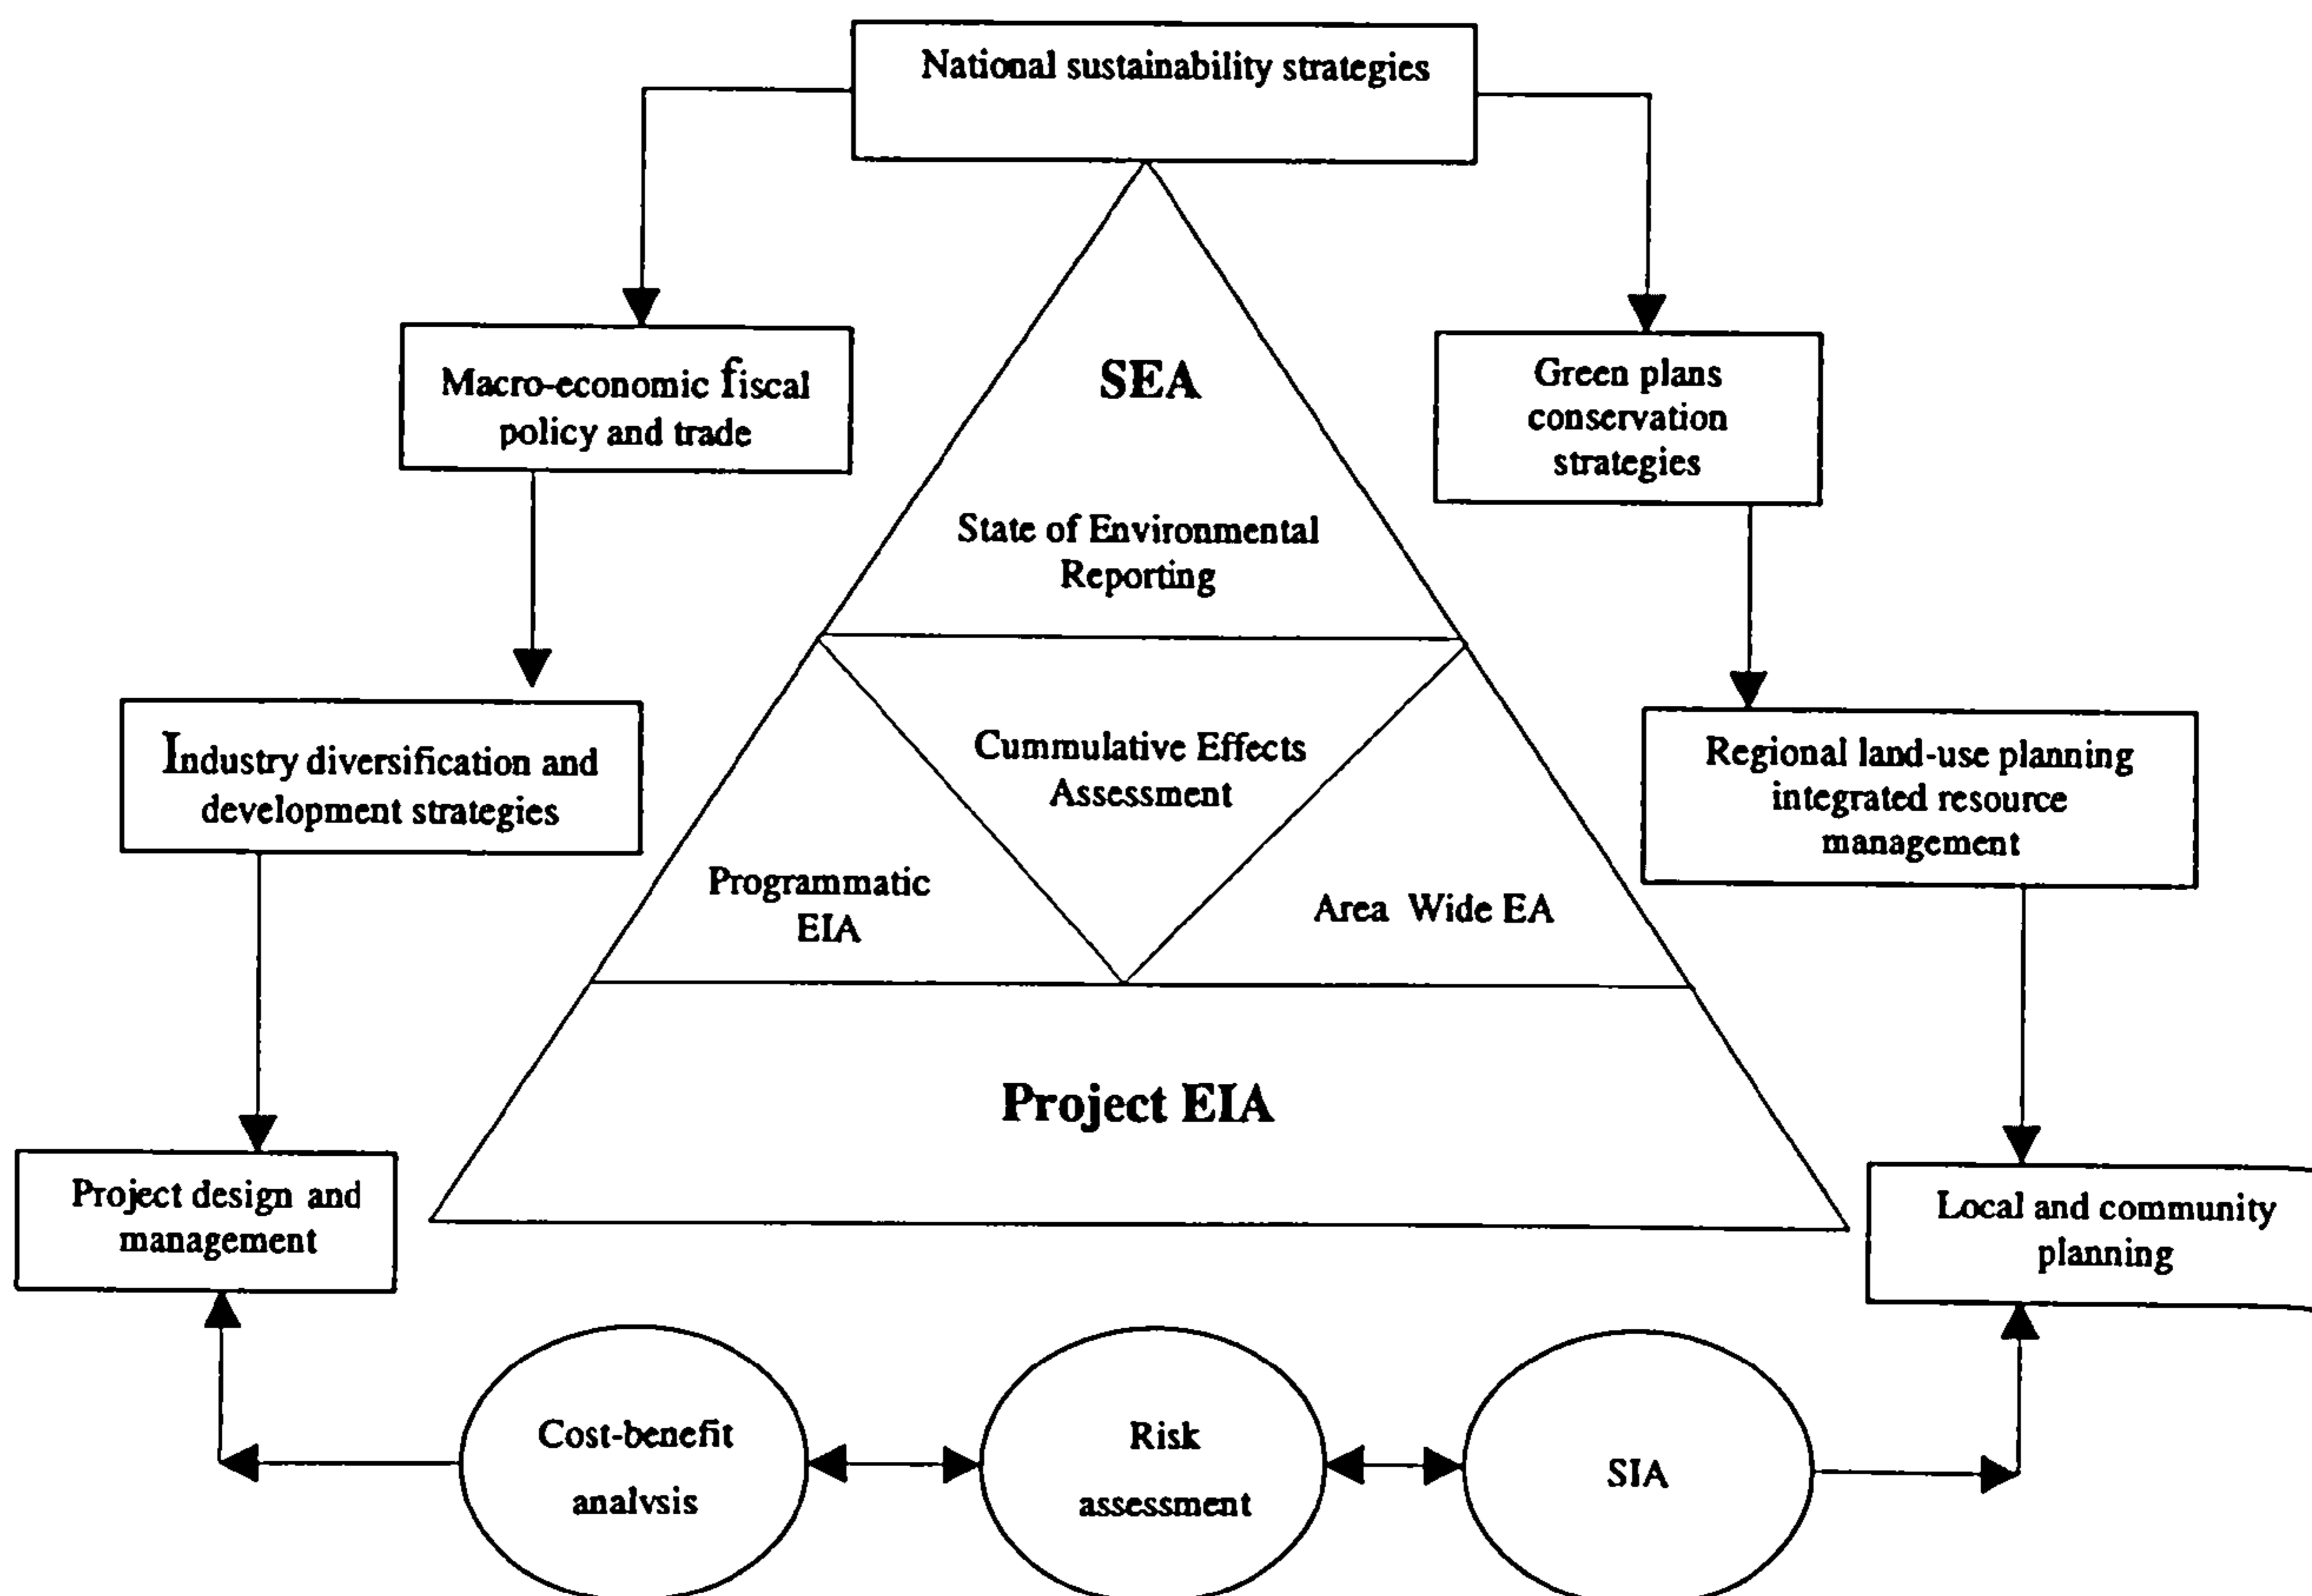 National sustainability strategies
Macro-economic fiscal
policy and trade
SEA
Green plans
conservation
strategies
State of Environmental
Reporting
Industry diversification and
development strategies
Cummulative Effects
Assessment
Regional land-use planning
integrated resource
management
Programmatic
EIA
Area Wide EA
Project EIA
Project design and
management
Local and community
planning
Cost-benefit
analysis
Risk
assessment
SIA